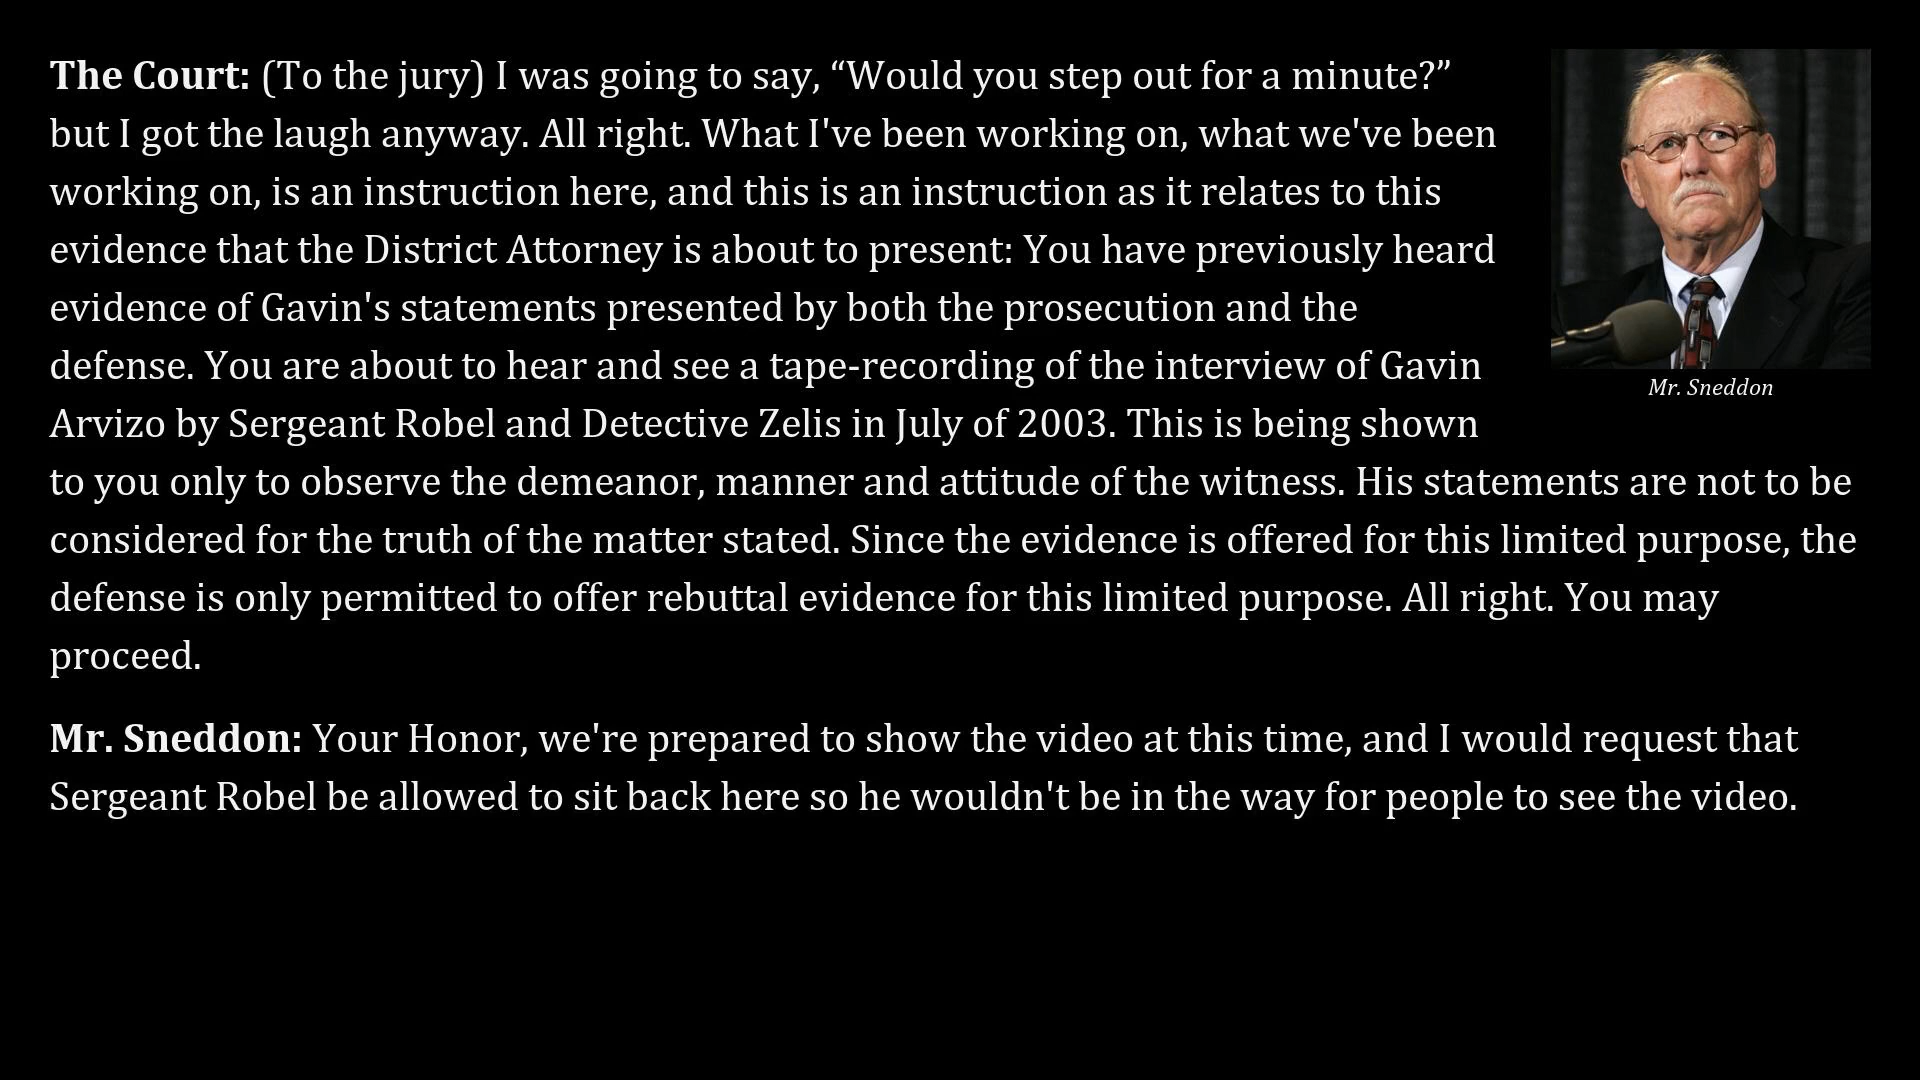 The Court: (To the jury) I was going to say, “Would you step out for a minute?”
but I got the laugh anyway. All right. What I've been working on, what we've been
working on, is an instruction here, and this is an instruction as it relates to this
evidence that the District Attorney is about to present: You have previously heard
evidence of Gavin's statements presented by both the prosecution and the
defense. You are about to hear and see a tape-recording of the interview of Gavin
Arvizo by Sergeant Robel and Detective Zelis in July of 2003. This is being shown
to you only to observe the demeanor, manner and attitude of the witness. His statements are not to be
considered for the truth of the matter stated. Since the evidence is offered for this limited purpose, the
defense is only permitted to offer rebuttal evidence for this limited purpose. All right. You may
proceed.
Mr. Sneddon: Your Honor, we're prepared to show the video at this time, and I would request that
Sergeant Robel be allowed to sit back here so he wouldn't be in the way for people to see the video.
Mr. Sneddon